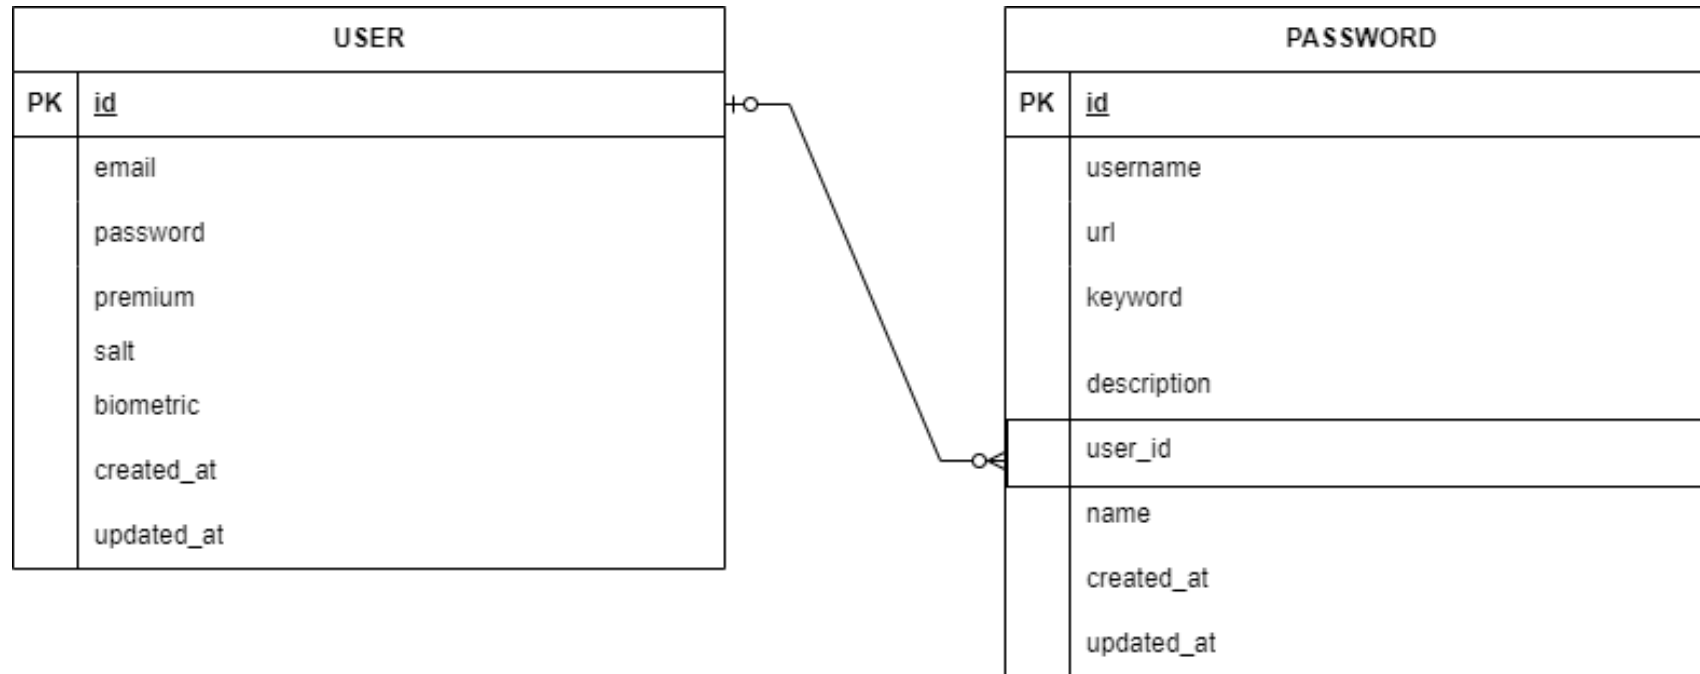 USER
PK id
email
password
premium
salt
biometric
created_at
updated_at
PASSWORD
PK id
username
url
keyword
description
user_id
name
created_at
updated_at